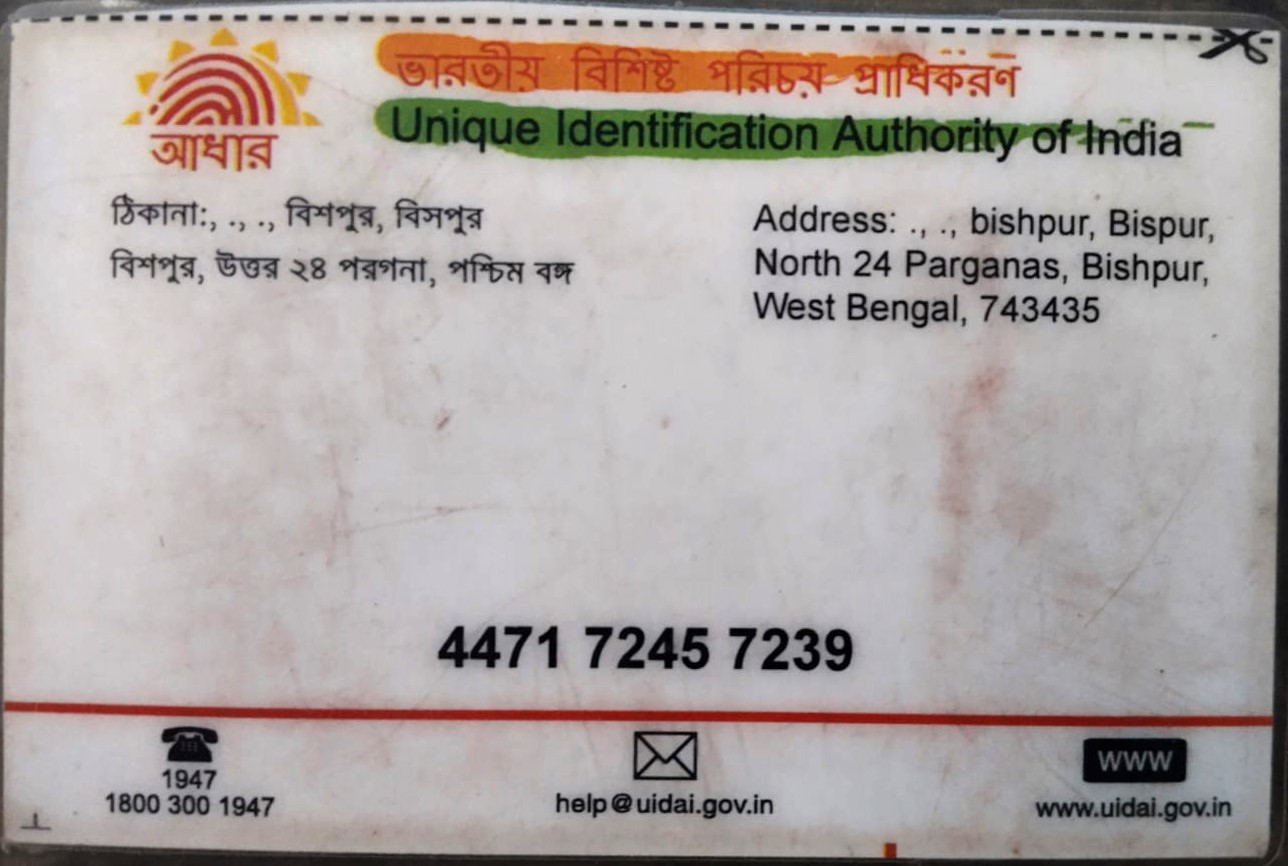 ভারতীয় বিশিষ্ট পরিচয় প্রাধিকরণ
Unique Identification Authority of India
আধার
ঠিকানা:, ., ., বিশপুর, বিসপুর
বিশপুর, উত্তর ২৪ পরগনা, পশ্চিম বঙ্গ
Address: ., ., bishpur, Bispur,
North 24 Parganas, Bishpur,
West Bengal, 743435
4471 7245 7239
1947
1800 300 1947
help@uidai.gov.in
WWW
www.uidai.gov.in